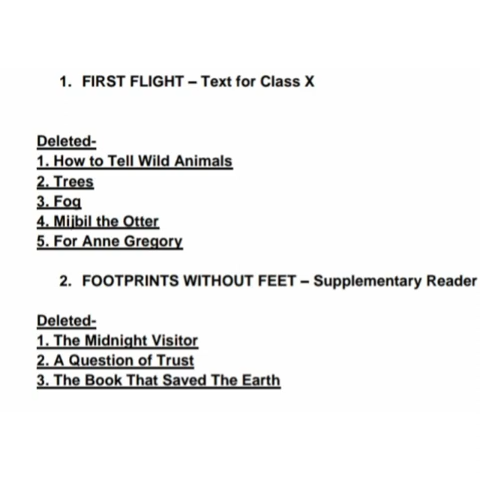 1. FIRST FLIGHT – Text for Class X
Deleted-
1. How to Tell Wild Animals
2. Trees
3. Fog
4. Mijbil the Otter
5. For Anne Gregory
2. FOOTPRINTS WITHOUT FEET – Supplementary Reader
Deleted-
1. The Midnight Visitor
2. A Question of Trust
3. The Book That Saved The Earth